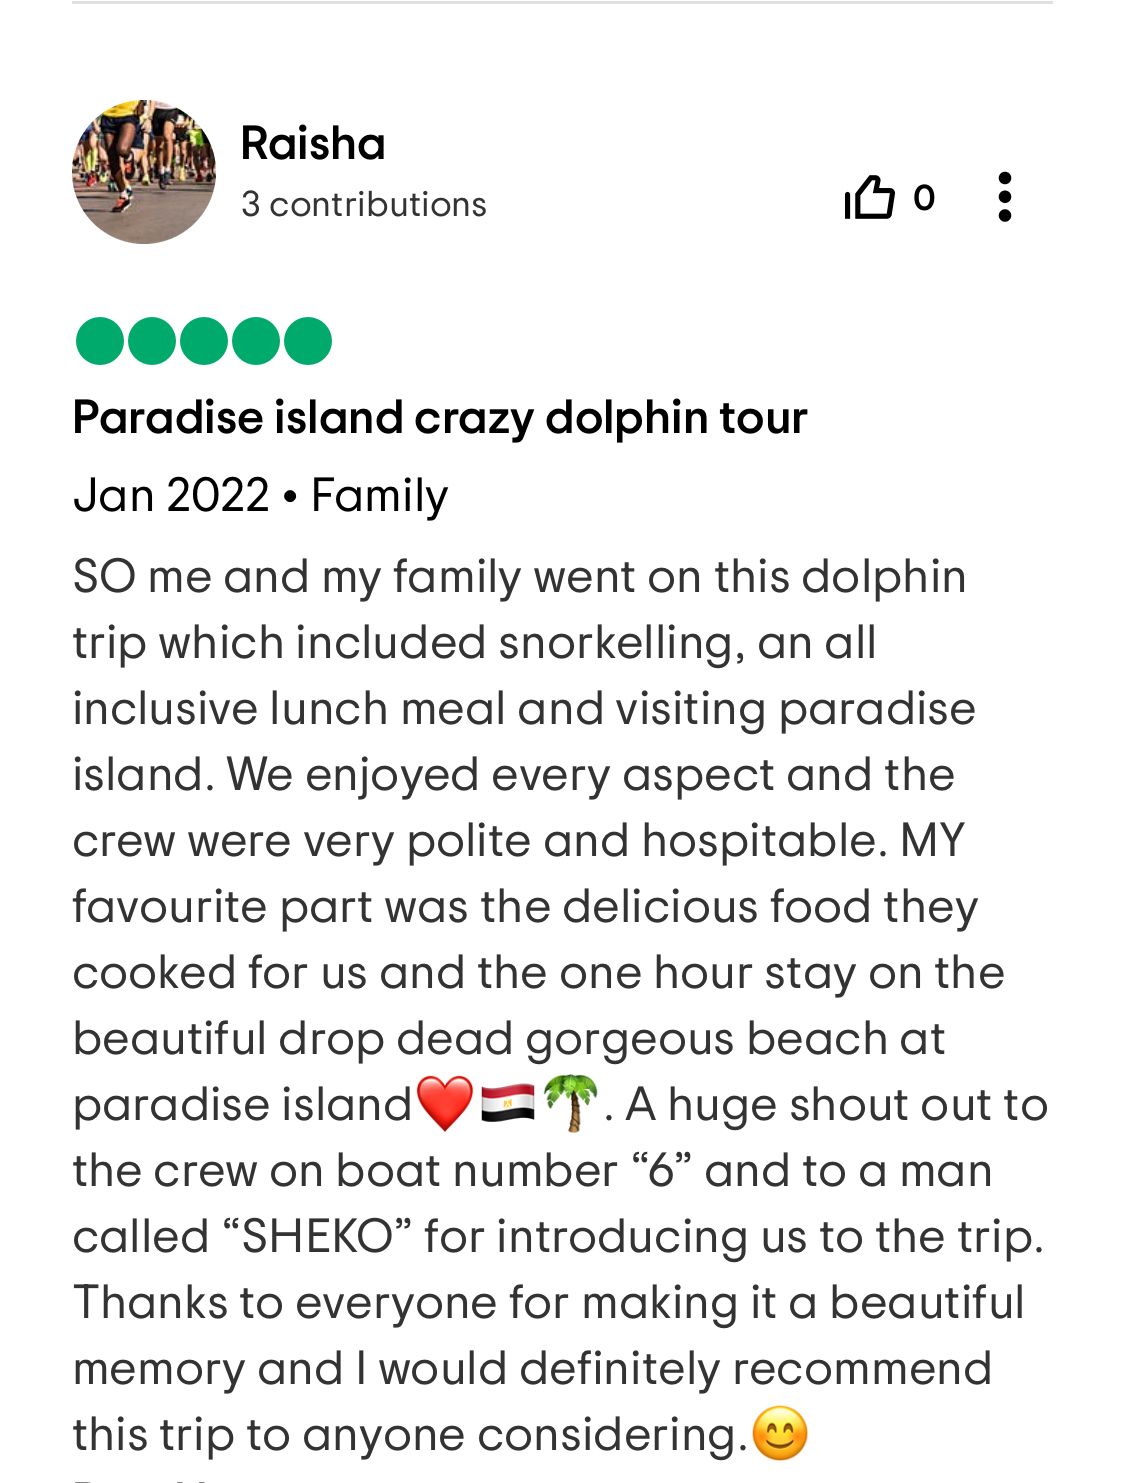 Raisha
3 contributions
0
Paradise island crazy dolphin tour
Jan 2022 • Family
SO me and my family went on this dolphin
trip which included snorkelling, an all
inclusive lunch meal and visiting paradise
island. We enjoyed every aspect and the
crew were very polite and hospitable. MY
favourite part was the delicious food they
cooked for us and the one hour stay on the
beautiful drop dead gorgeous beach at
paradise island❤️🇪🇬🌴. A huge shout out to
the crew on boat number “6” and to a man
called “SHEKO” for introducing us to the trip.
Thanks to everyone for making it a beautiful
memory and I would definitely recommend
this trip to anyone considering.😊